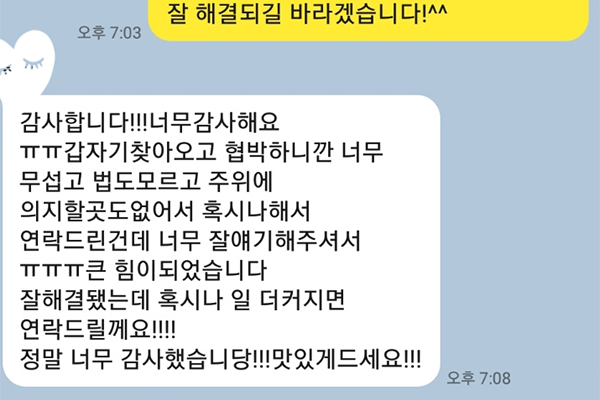 잘 해결되길 바라겠습니다!^^
오후 7:03
감사합니다!!!너무감사해요
ㅠㅠ갑자기찾아오고 협박하니깐 너무
무섭고 법도모르고 주위에
의지할곳도없어서 혹시나해서
연락드린건데 너무 잘얘기해주셔서
ㅠㅠㅠ큰 힘이되었습니다
잘해결됐는데 혹시나 일 더커지면
연락드릴께요!!!!
정말 너무 감사했습니당!!!맛있게드세요!!!
오후 7:08